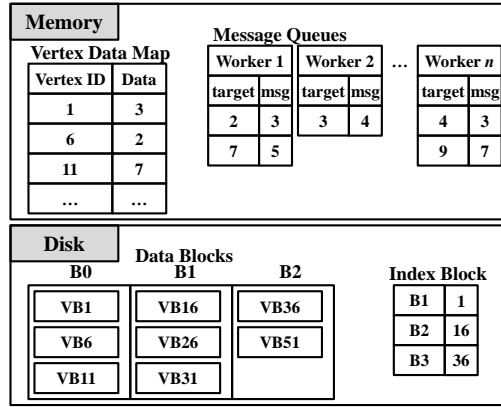 Memory
Vertex Data Map
Vertex ID Data
1 3
6 2
11 7
... ...
Message Queues
Worker 1 Worker 2 ... Worker n
target msg target msg target msg
2 3 3 4 4 3
7 5 9 7
Disk
Data Blocks
B0 B1 B2
VB1 VB16 VB36
VB6 VB26 VB51
VB11 VB31
Index Block
B1 1
B2 16
B3 36